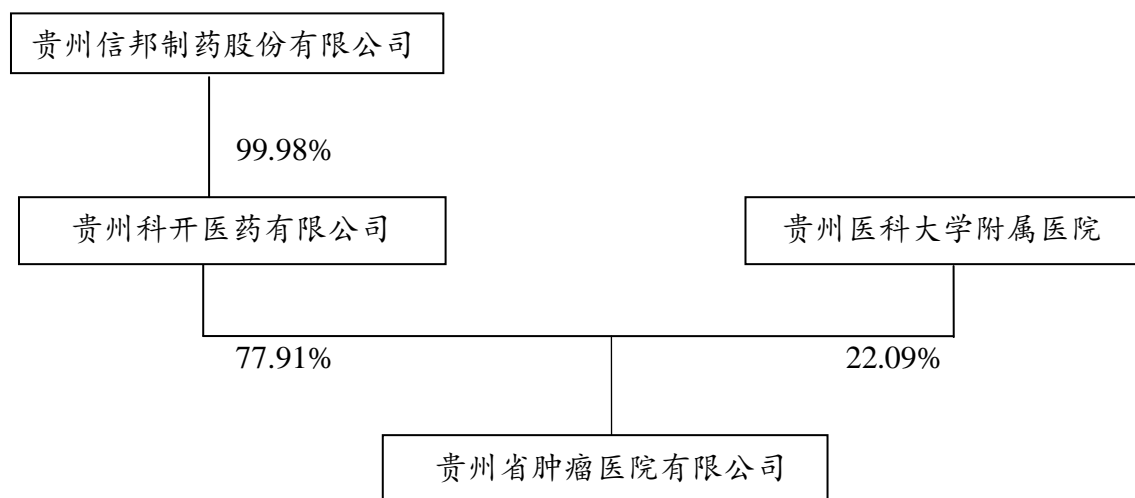 贵州信邦制药股份有限公司
99.98%
贵州科开医药有限公司
贵州医科大学附属医院
77.91%
22.09%
贵州省肿瘤医院有限公司